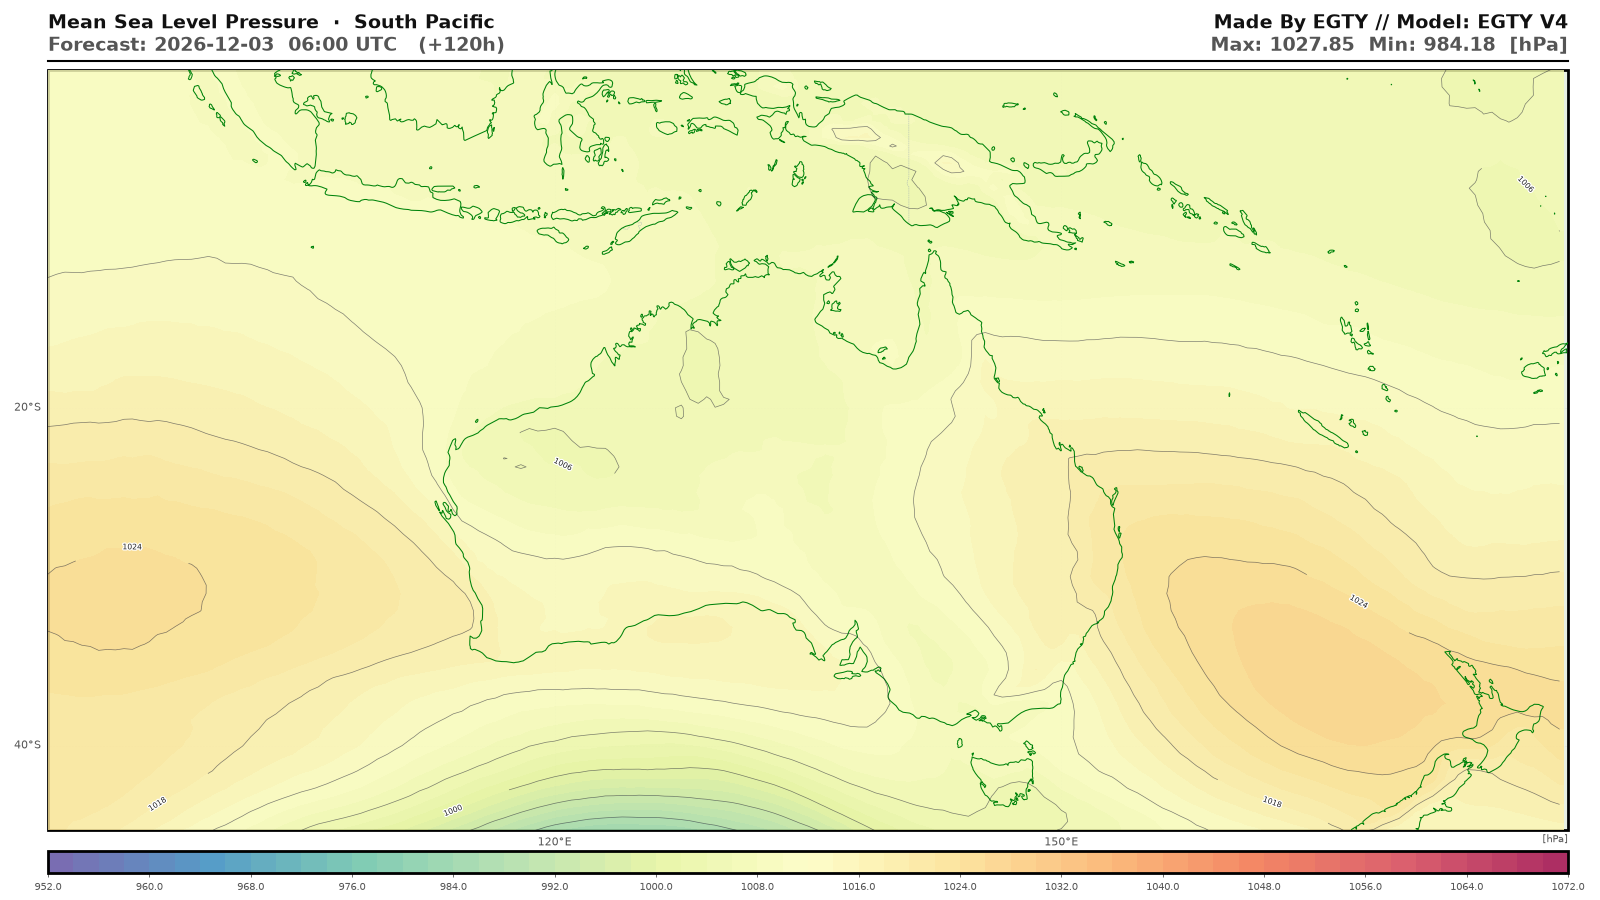 Mean Sea Level Pressure · South Pacific
Made By EGTY // Model: EGTY V4
Forecast: 2026-12-03 06:00 UTC (+120h)
Max: 1027.85 Min: 984.18 [hPa]
1006
20°S
1006
1024
1024
40°S
1018
1000
1018
120°E
150°E
[hPa]
952.0
960.0
968.0
976.0
984.0
992.0
1000.0
1008.0
1016.0
1024.0
1032.0
1040.0
1048.0
1056.0
1064.0
1072.0